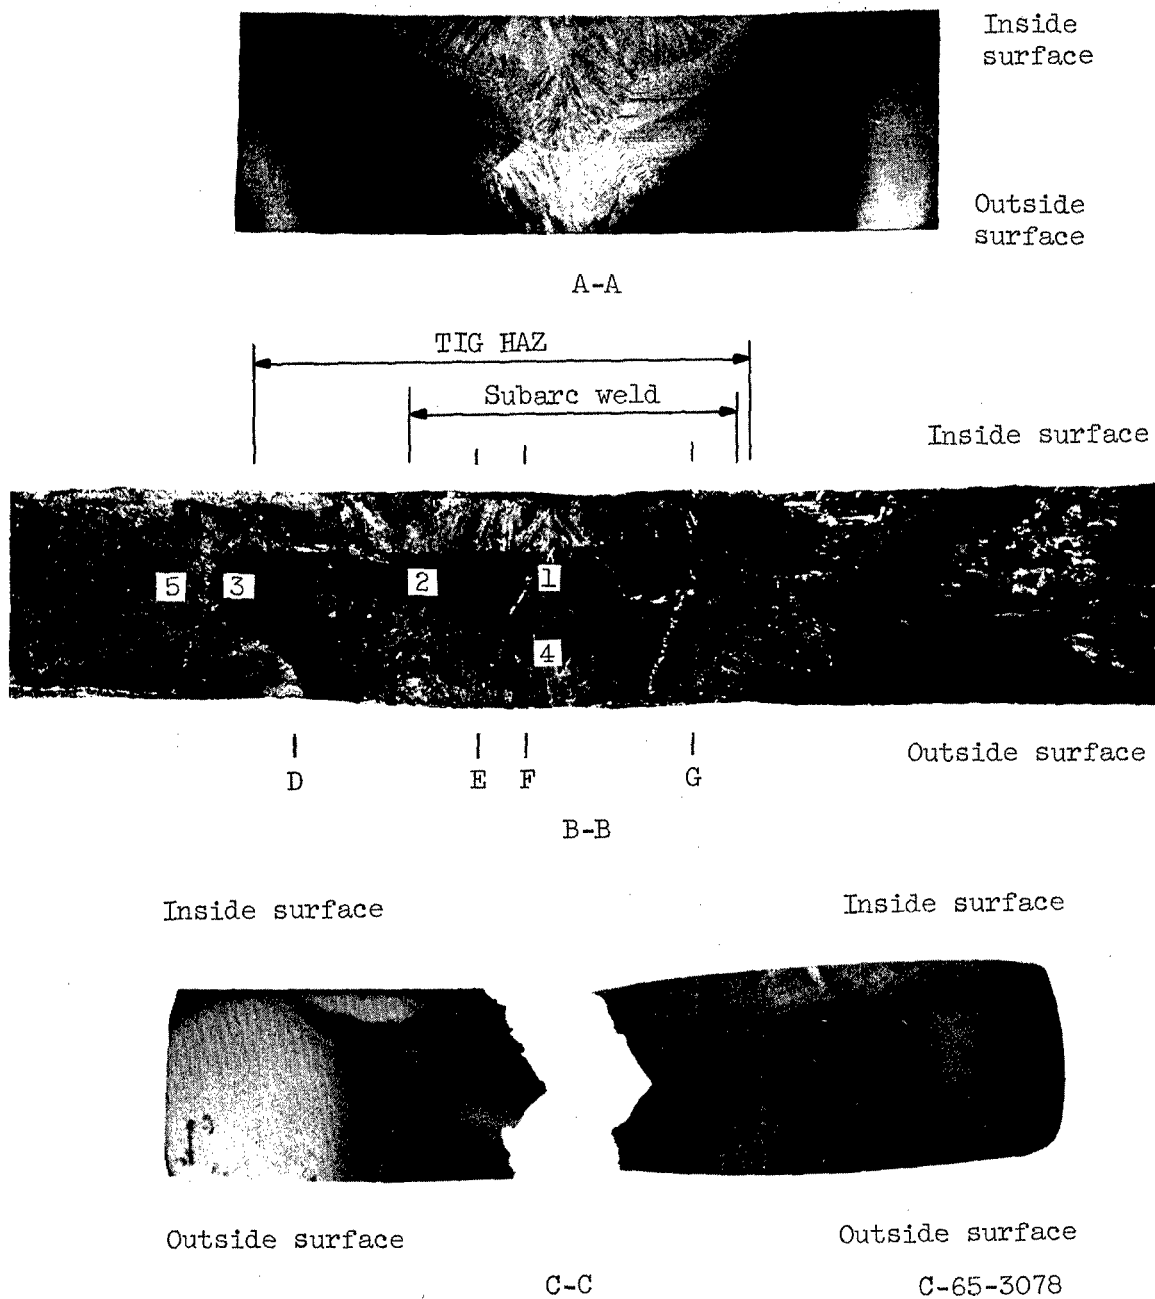 Inside
surface
Outside
surface
A-A
TIG HAZ
Subarc weld
Inside surface
5
3
2
1
4
Outside surface
D
E
F
G
B-B
Inside surface
Inside surface
Outside surface
Outside surface
C-C
C-65-3078